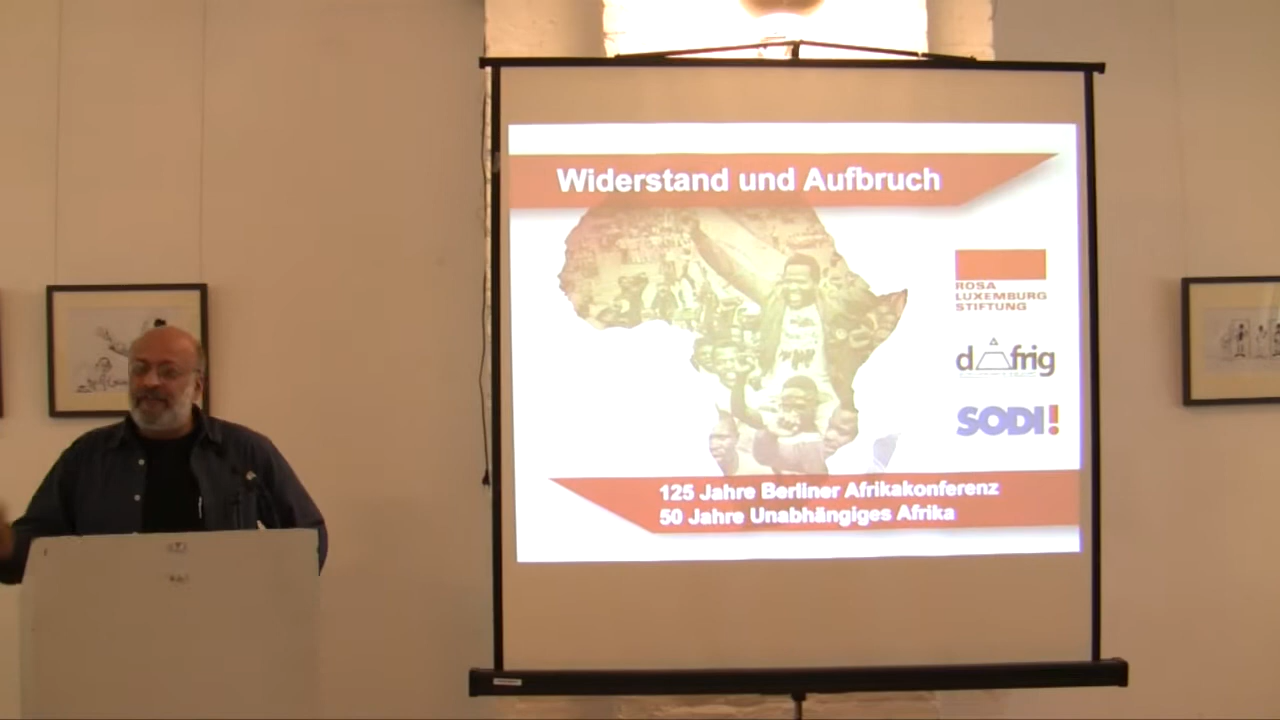 Widerstand und Aufbruch
ROSA
LUXEMBURG
STIFTUNG
dafrig
SODI!
125 Jahre Berliner Afrikakonferenz
50 Jahre Unabhängiges Afrika